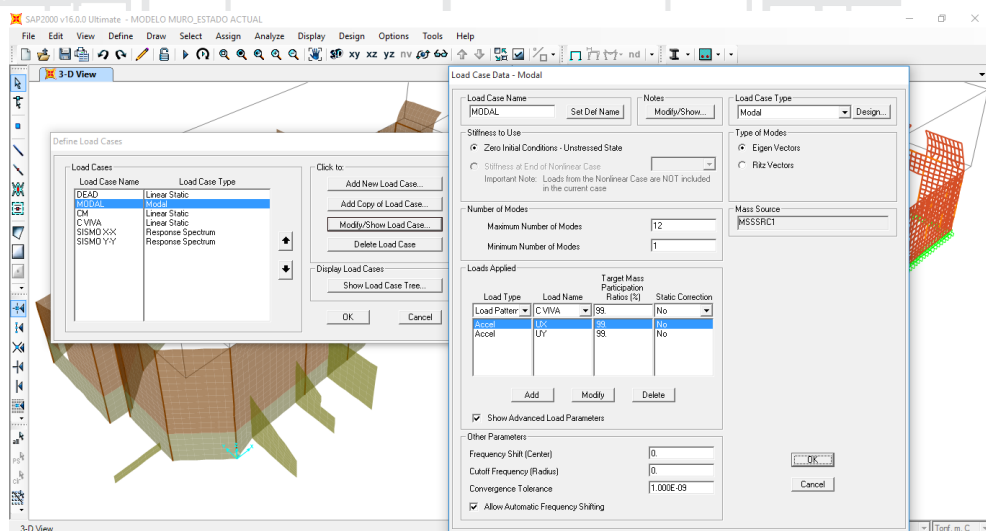 SAP2000 v16.0.0 Ultimate - MODELO MURO_ESTADO ACTUAL
File Edit View Define Draw Select Assign Analyze Display Design Options Tools Help
xy xz yz nv nd
3-D View
Define Load Cases
Load Cases
Load Case Name Load Case Type
DEAD Linear Static
MODAL Modal
CM Linear Static
C VIVA Linear Static
SISMO X-X Response Spectrum
SISMO Y-Y Response Spectrum
Click to:
Add New Load Case...
Add Copy of Load Case...
Modify/Show Load Case...
Delete Load Case
Display Load Cases
Show Load Case Tree...
OK Cancel
Load Case Data - Modal
Load Case Name
MODAL Set Def Name
Notes
Modify/Show...
Load Case Type
Modal Design...
Stiffness to Use
Zero Initial Conditions - Unstressed State
Stiffness at End of Nonlinear Case
Important Note: Loads from the Nonlinear Case are NOT included
in the current case
Type of Modes
Eigen Vectors
Ritz Vectors
Number of Modes
Maximum Number of Modes 12
Minimum Number of Modes 1
Mass Source
MSSSRC1
Loads Applied
Target Mass
Participation
Load Type Load Name Ratios (%) Static Correction
Load Pattern C VIVA 99. No
Accel UX 99. No
Accel UY 99. No
Add Modify Delete
Show Advanced Load Parameters
Other Parameters
Frequency Shift (Center) 0.
Cutoff Frequency (Radius) 0.
Convergence Tolerance 1.000E-09
Allow Automatic Frequency Shifting
OK
Cancel
3-D View
Tonf, m, C